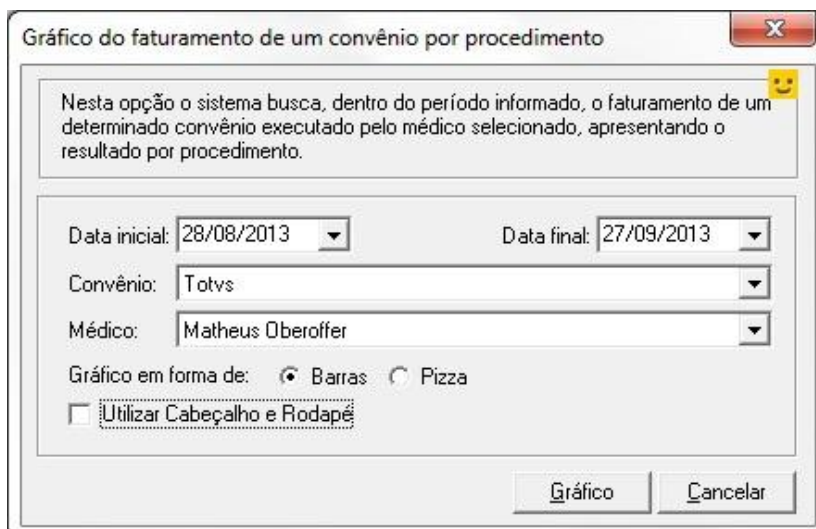 Gráfico do faturamento de um convênio por procedimento
Nesta opção o sistema busca, dentro do período informado, o faturamento de um
determinado convênio executado pelo médico selecionado, apresentando o
resultado por procedimento.
Data inicial: 28/08/2013 Data final: 27/09/2013
Convênio: Totvs
Médico: Matheus Oberoffer
Gráfico em forma de: Barras Pizza
Utilizar Cabeçalho e Rodapé
Gráfico Cancelar